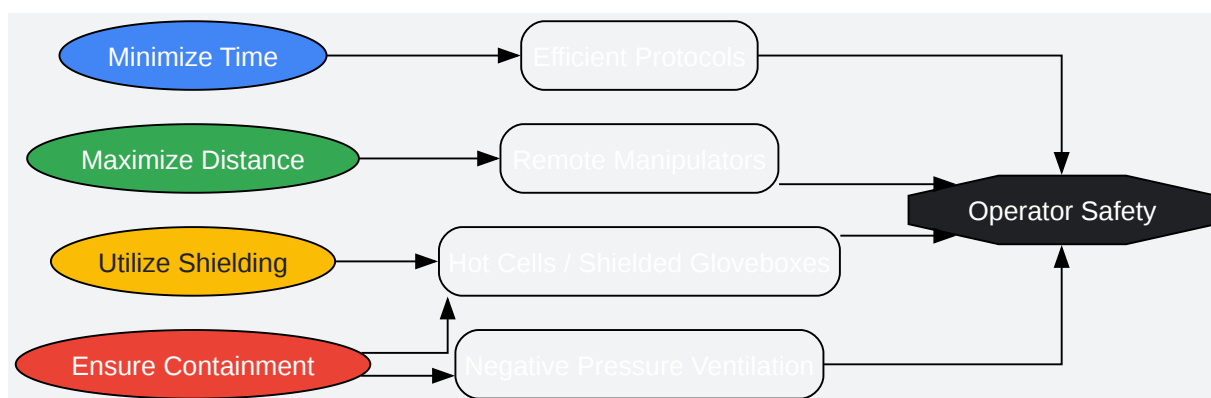 Minimize Time
Efficient Protocols
Maximize Distance
Remote Manipulators
Operator Safety
Utilize Shielding
Hot Cells / Shielded Gloveboxes
Ensure Containment
Negative Pressure Ventilation